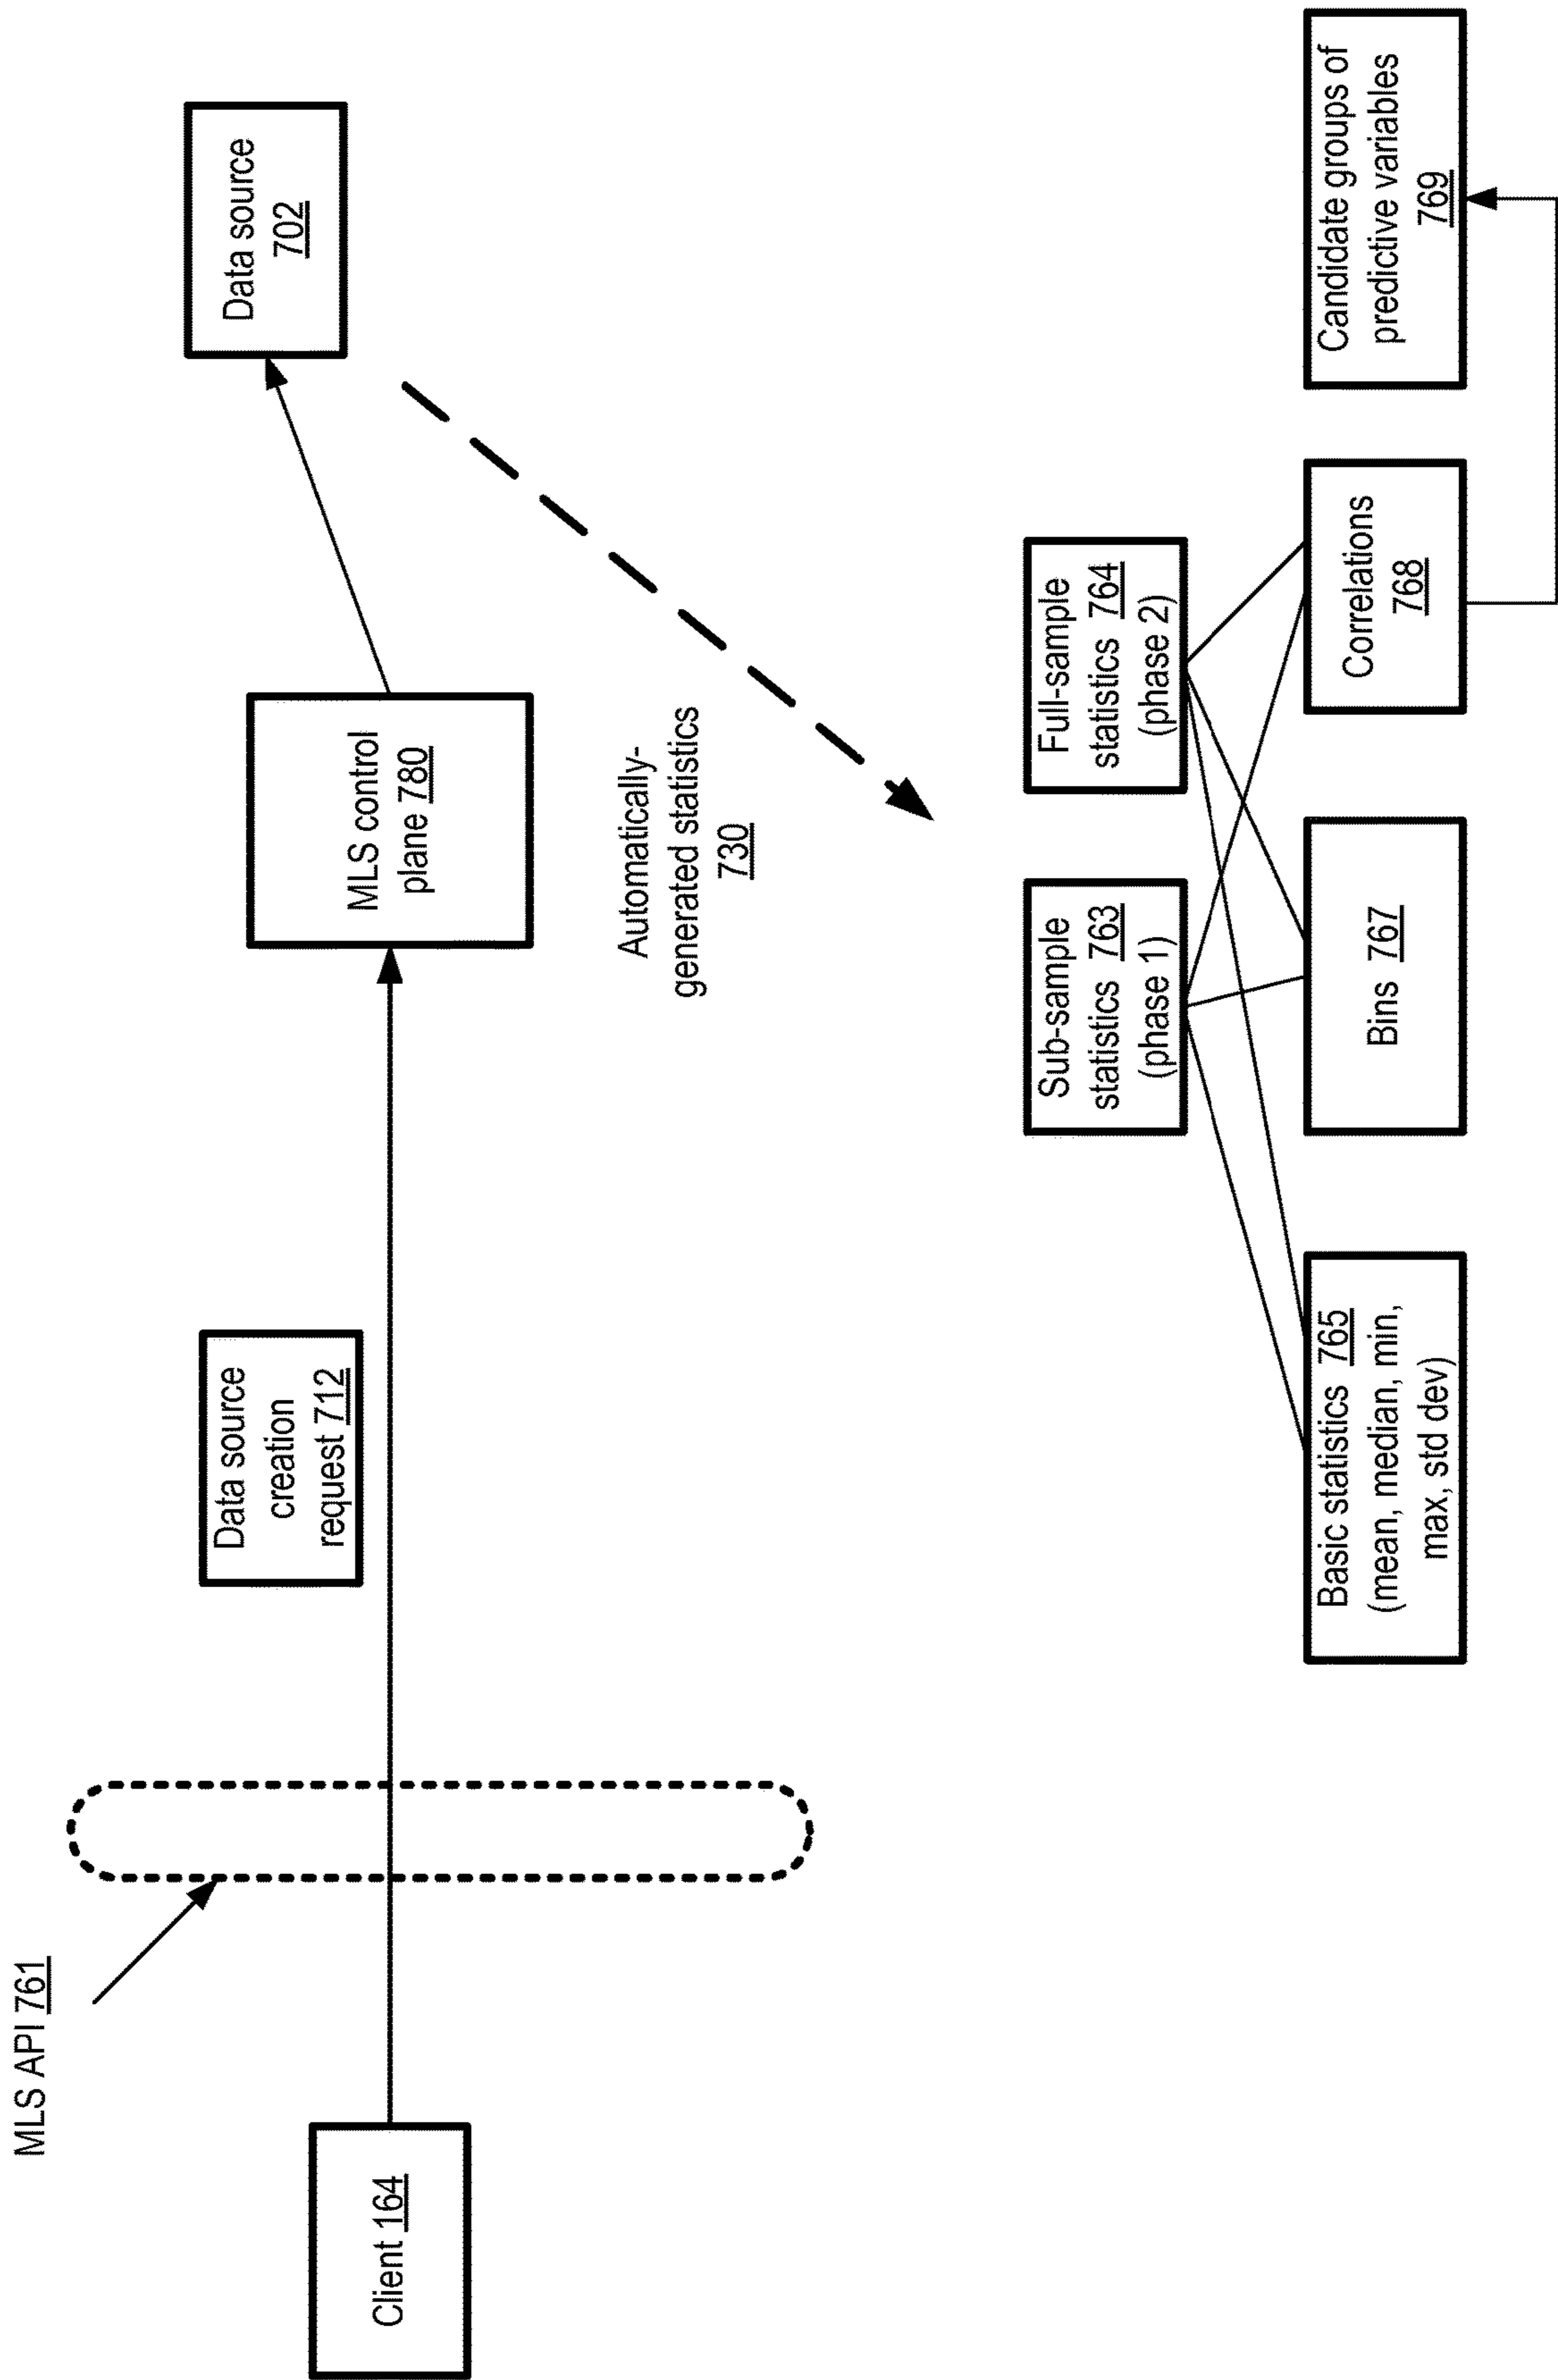 MLS API 761
Client 164
Data source
creation
request 712
MLS control
plane 780
Data source
702
Automatically-
generated statistics
730
Sub-sample
statistics 763
(phase 1)
Full-sample
statistics 764
(phase 2)
Basic statistics 765
(mean, median, min,
max, std dev)
Bins 767
Correlations
768
Candidate groups of
predictive variables
769